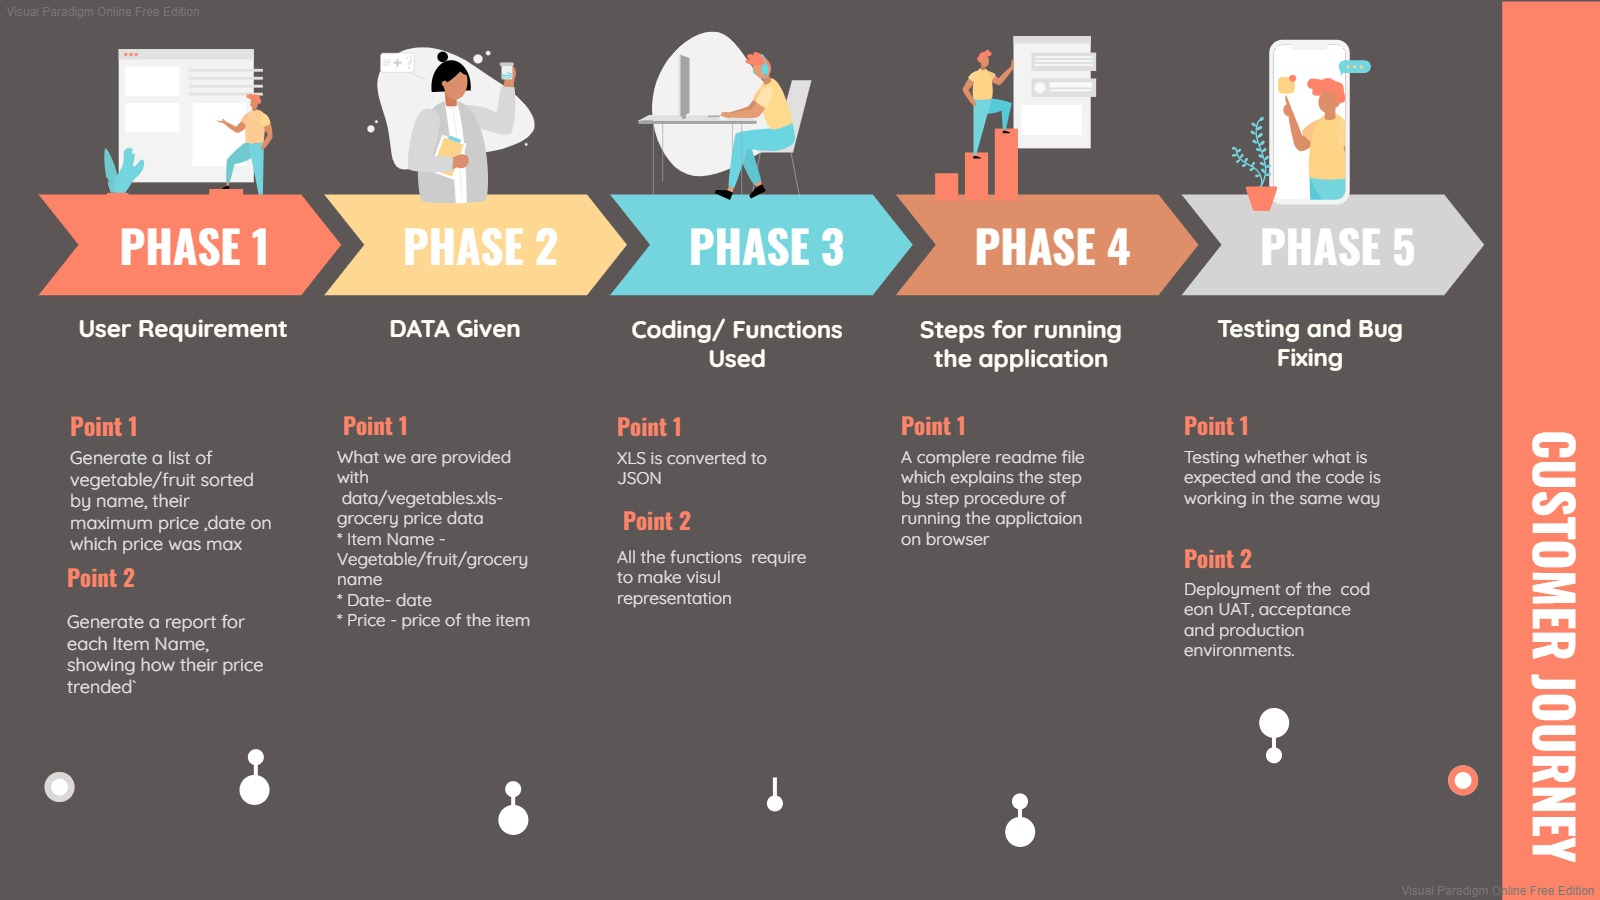 Visual Paradigm Online Free Edition
PHASE 1
PHASE 2
PHASE 3
PHASE 4
PHASE 5
User Requirement
DATA Given
Coding/ Functions
Used
Steps for running
the application
Testing and Bug
Fixing
Point 1
Generate a list of
vegetable/fruit sorted
by name, their
maximum price ,date on
which price was max
Point 2
Generate a report for
each Item Name,
showing how their price
trended`
Point 1
What we are provided
with
data/vegetables.xls-
grocery price data
* Item Name -
Vegetable/fruit/grocery
name
* Date- date
* Price - price of the item
Point 1
XLS is converted to
JSON
Point 2
All the functions  require
to make visul
representation
Point 1
A complere readme file
which explains the step
by step procedure of
running the applictaion
on browser
Point 1
Testing whether what is
expected and the code is
working in the same way
Point 2
Deployment of the  cod
eon UAT, acceptance
and production
environments.
CUSTOMER JOURNEY
Visual Paradigm Online Free Edition